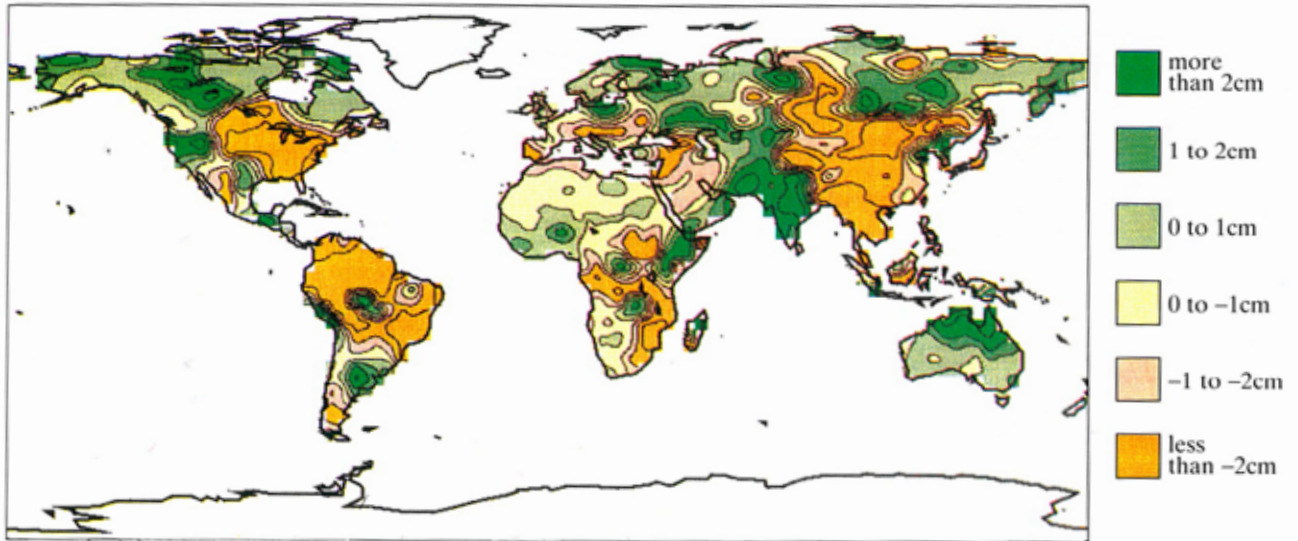 more
than 2cm
1 to 2cm
0 to 1cm
0 to –1cm
–1 to –2cm
less
than –2cm